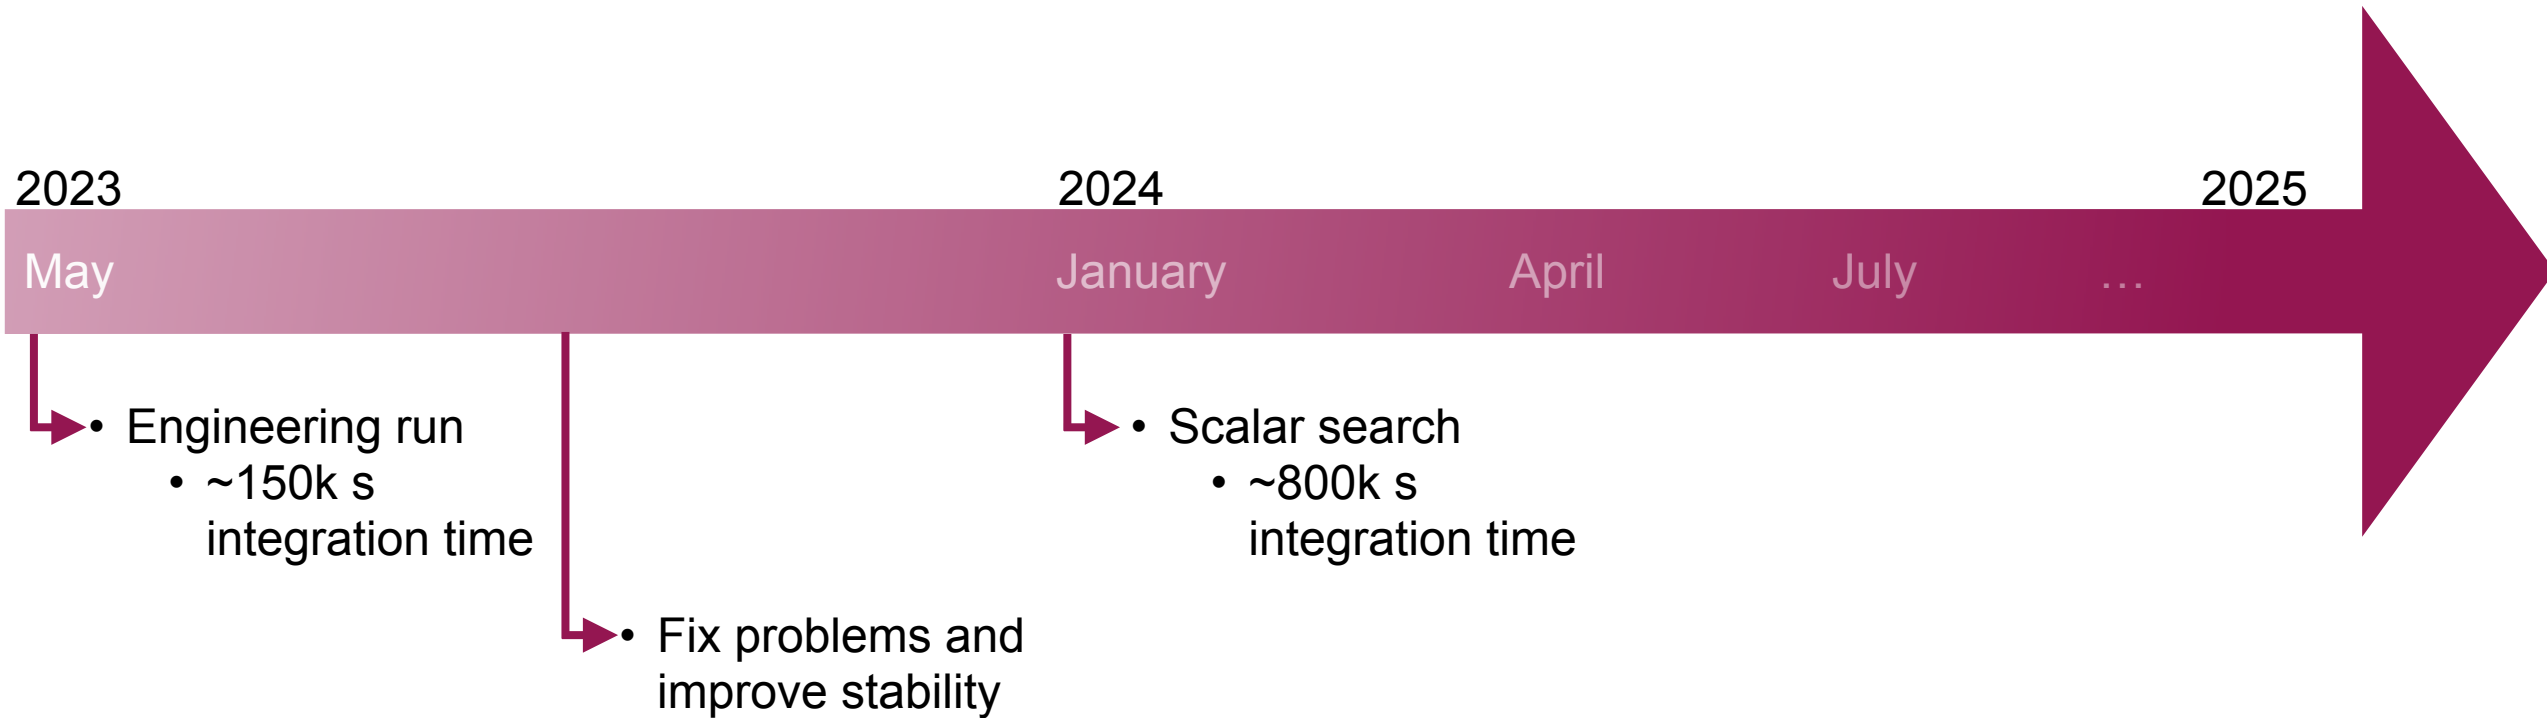 2023
2024
2025
May
January
April
July
…
• Engineering run
• ~150k s
integration time
• Scalar search
• ~800k s
integration time
• Fix problems and
improve stability